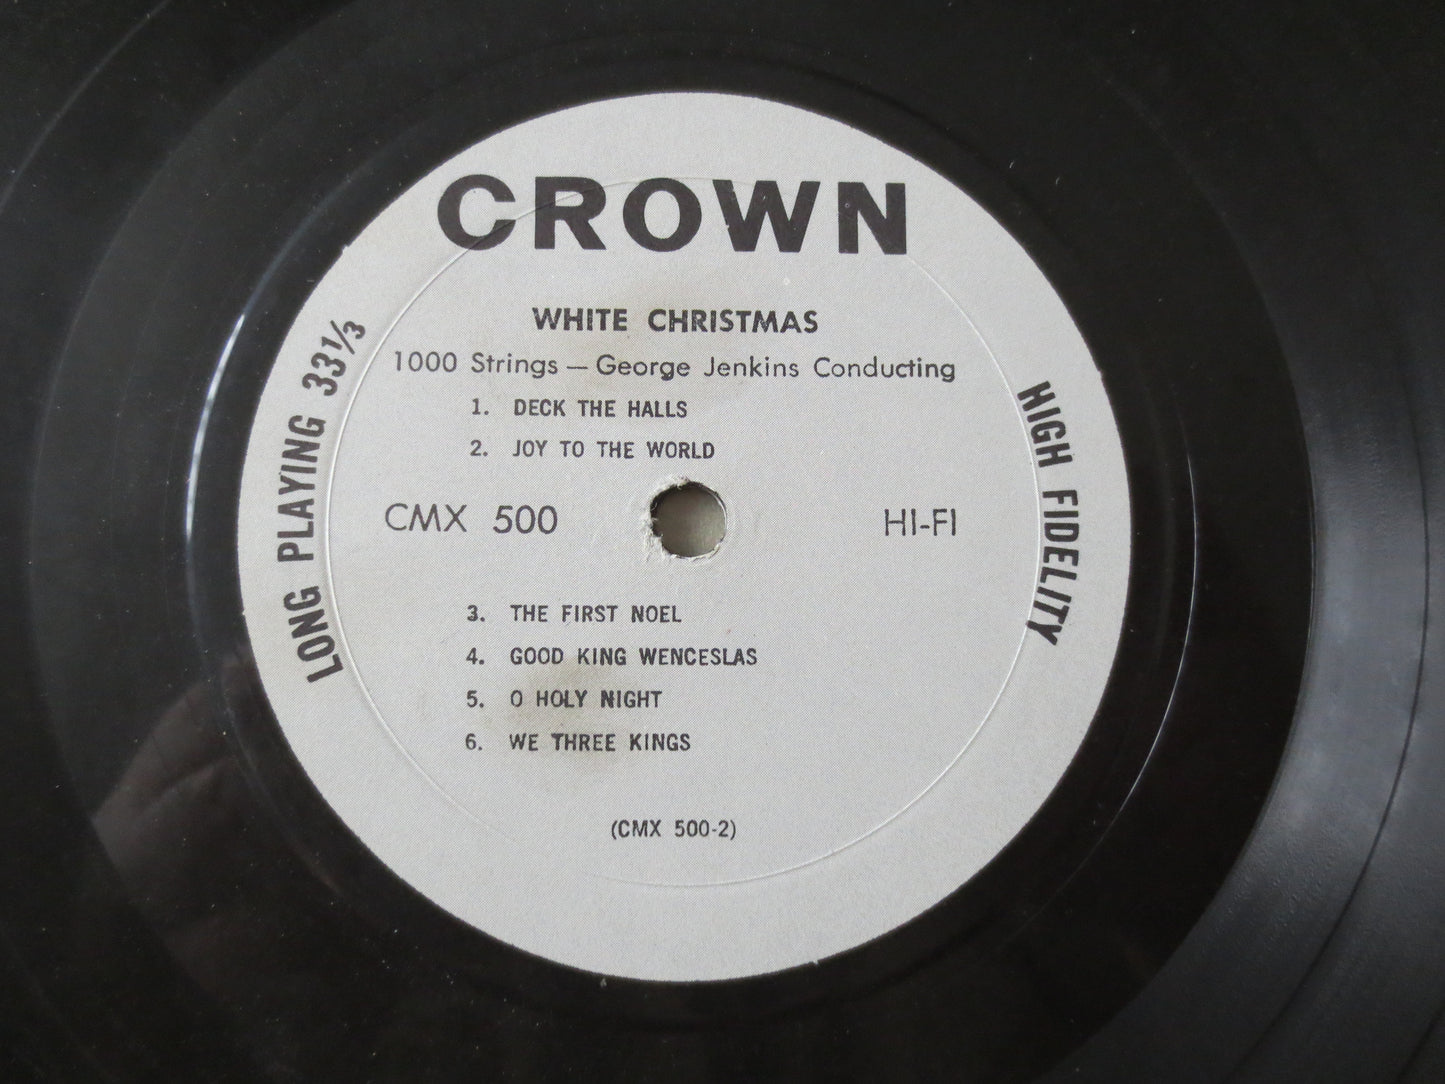 CROWN
WHITE CHRISTMAS
1000 Strings — George Jenkins Conducting
1. DECK THE HALLS
2. JOY TO THE WORLD
CMX 500 HI-FI
3. THE FIRST NOEL
4. GOOD KING WENCESLAS
5. O HOLY NIGHT
6. WE THREE KINGS
(CMX 500-2)
LONG PLAYING 33⅓
HIGH FIDELITY